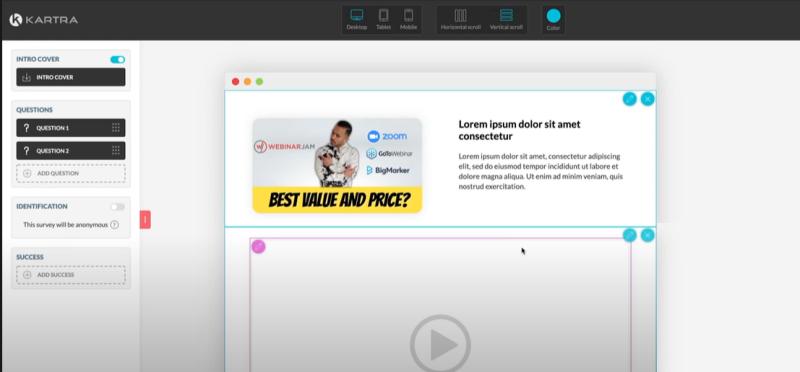 KARTRA
Desktop
Tablet
Mobile
Horizontal scroll
Vertical scroll
Color
INTRO COVER
INTRO COVER
QUESTIONS
? QUESTION 1
? QUESTION 2
ADD QUESTION
IDENTIFICATION
This survey will be anonymous ?
SUCCESS
ADD SUCCESS
WEBINARJAM
zoom
GoToWebinar
BigMarker
BEST VALUE AND PRICE?
Lorem ipsum dolor sit amet
consectetur
Lorem ipsum dolor sit amet, consectetur adipiscing
elit, sed do eiusmod tempor incididunt ut labore et
dolore magna aliqua. Ut enim ad minim veniam, quis
nostrud exercitation.